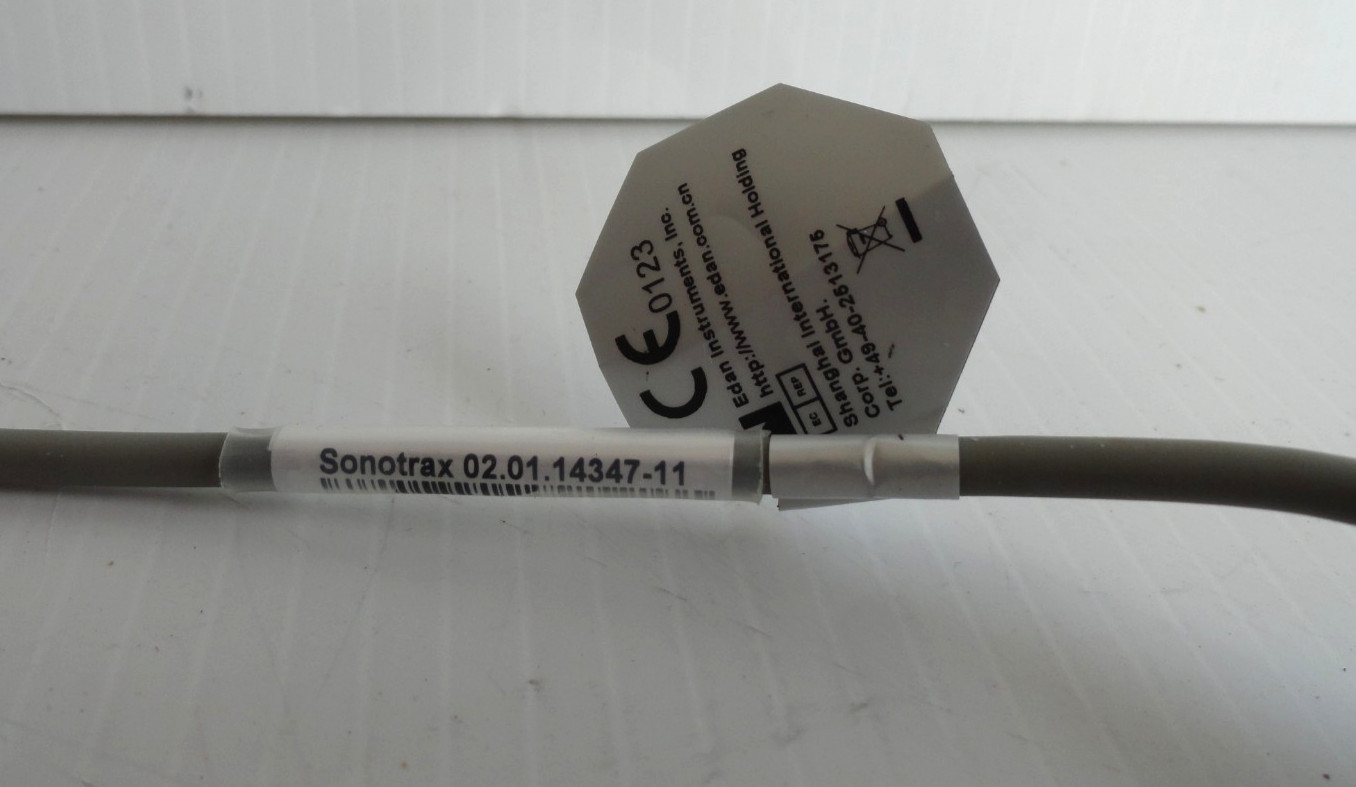 CE0123
Edan Instruments, Inc.
http://www.edan.com.cn
EC REP
Shanghai International Holding
Corp. GmbH.
Tel:+49-40-2513175
Sonotrax 02.01.14347-11